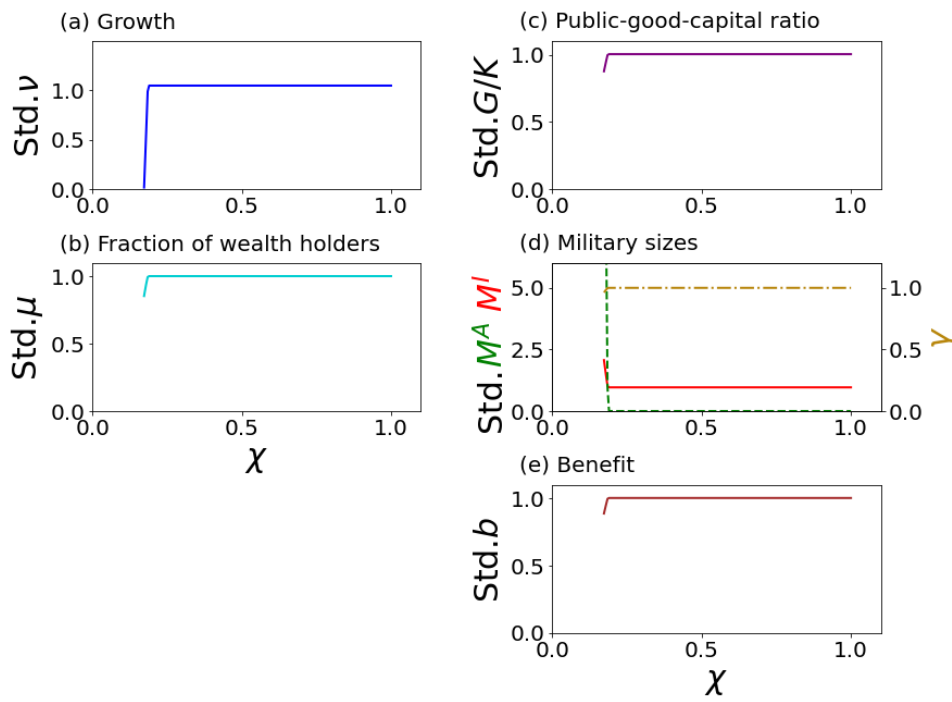 (a) Growth
Std.ν
1.0
0.5
0.0
0.0 0.5 1.0
(b) Fraction of wealth holders
Std.μ
1.0
0.5
0.0
0.0 0.5 1.0
χ
(c) Public-good-capital ratio
Std.G/K
1.0
0.5
0.0
0.0 0.5 1.0
(d) Military sizes
Std.M^A M^I
5.0
2.5
0.0
0.0 0.5 1.0
1.0
0.5
0.0
γ
(e) Benefit
Std.b
1.0
0.5
0.0
0.0 0.5 1.0
χ